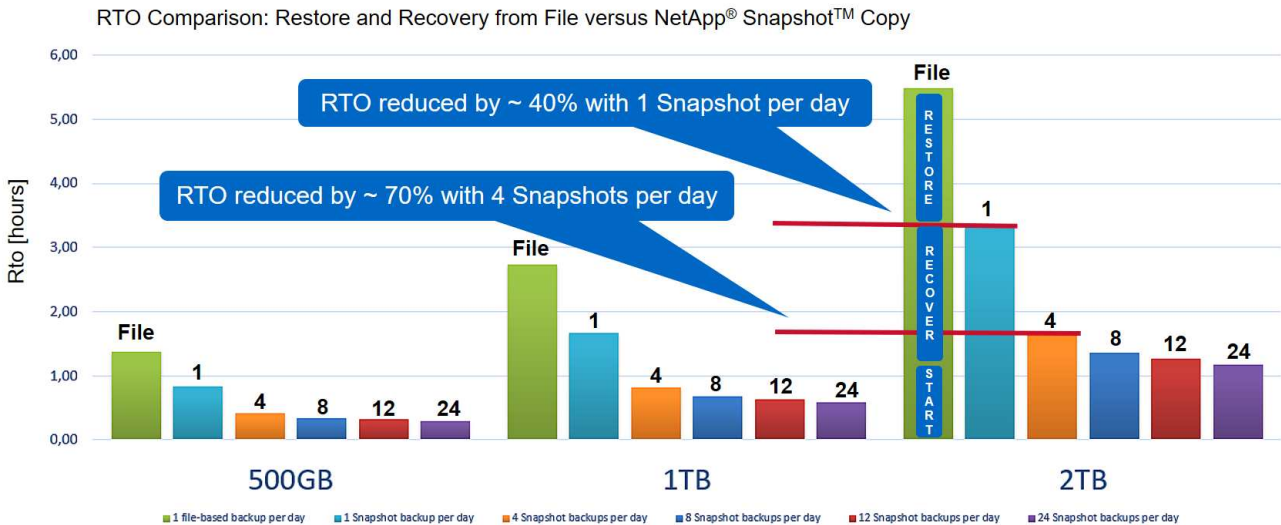 RTO Comparison: Restore and Recovery from File versus NetApp® Snapshot™ Copy
6,00
5,00
4,00
3,00
2,00
1,00
0,00
Rto [hours]
RTO reduced by ~ 40% with 1 Snapshot per day
RTO reduced by ~ 70% with 4 Snapshots per day
File
1
4
8
12
24
File
1
4
8
12
24
File
RESTORE
RECOVER
START
1
4
8
12
24
500GB
1TB
2TB
1 file-based backup per day
1 Snapshot backup per day
4 Snapshot backups per day
8 Snapshot backups per day
12 Snapshot backups per day
24 Snapshot backups per day